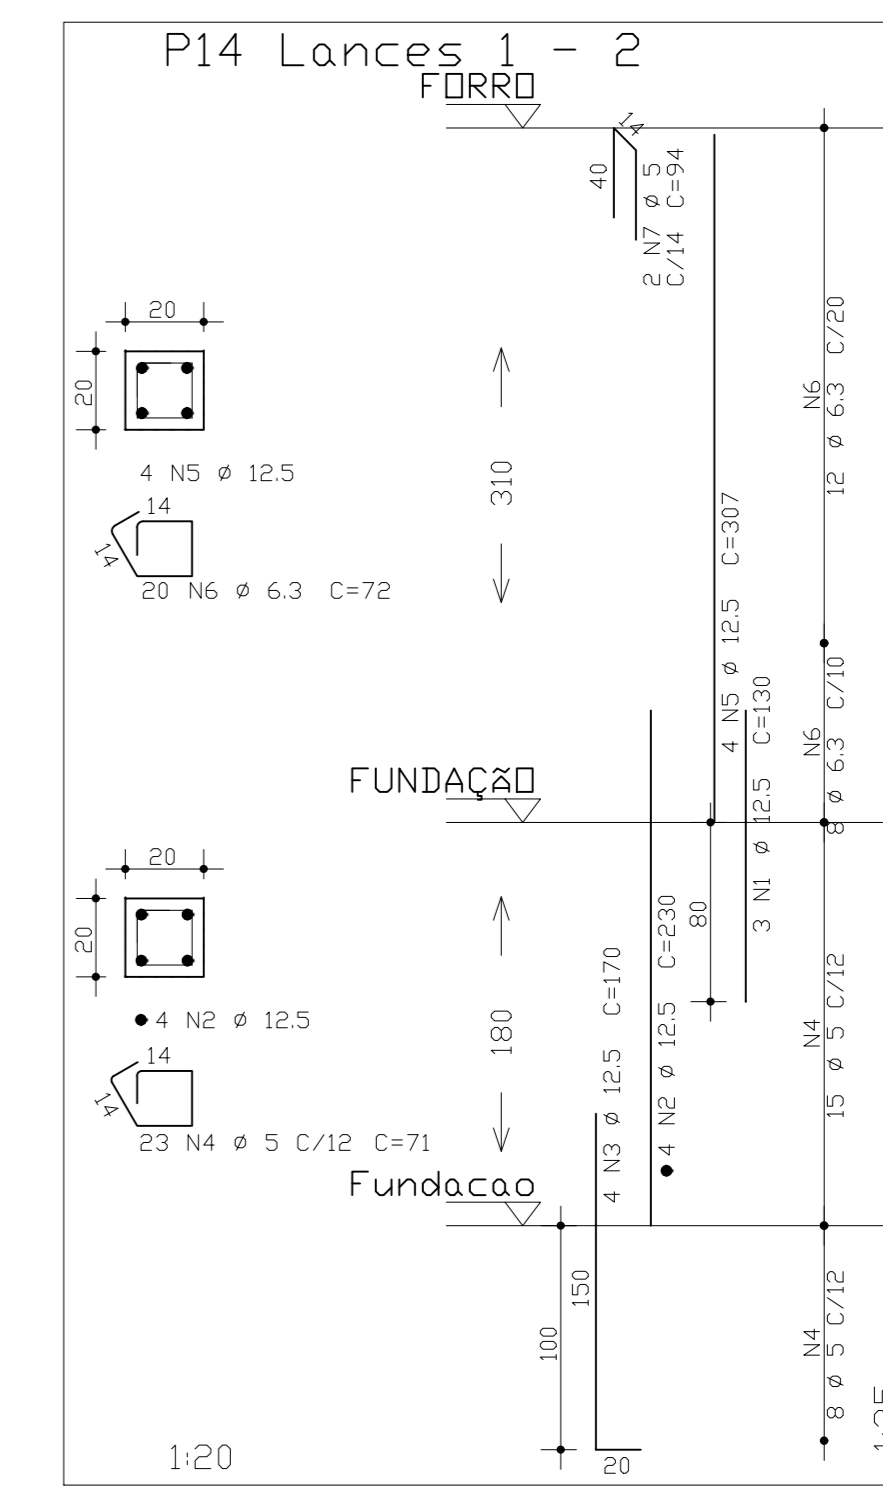 P14 Lances 1 - 2
FORRO
14
40
2 N7 ø 5
C/14 C=94
20
20
4 N5 ø 12.5
14
14
20 N6 ø 6.3 C=72
310
4 N5 ø 12.5 C=307
N6
12 ø 6.3 C/20
N6
8 ø 6.3 C/10
3 N1 ø 12.5 C=130
FUNDAÇÃO
80
20
20
4 N2 ø 12.5
14
14
23 N4 ø 5 C/12 C=71
180
4 N3 ø 12.5 C=170
4 N2 ø 12.5 C=230
N4
15 ø 5 C/12
Fundacao
150
100
20
N4
8 ø 5 C/12
1:20